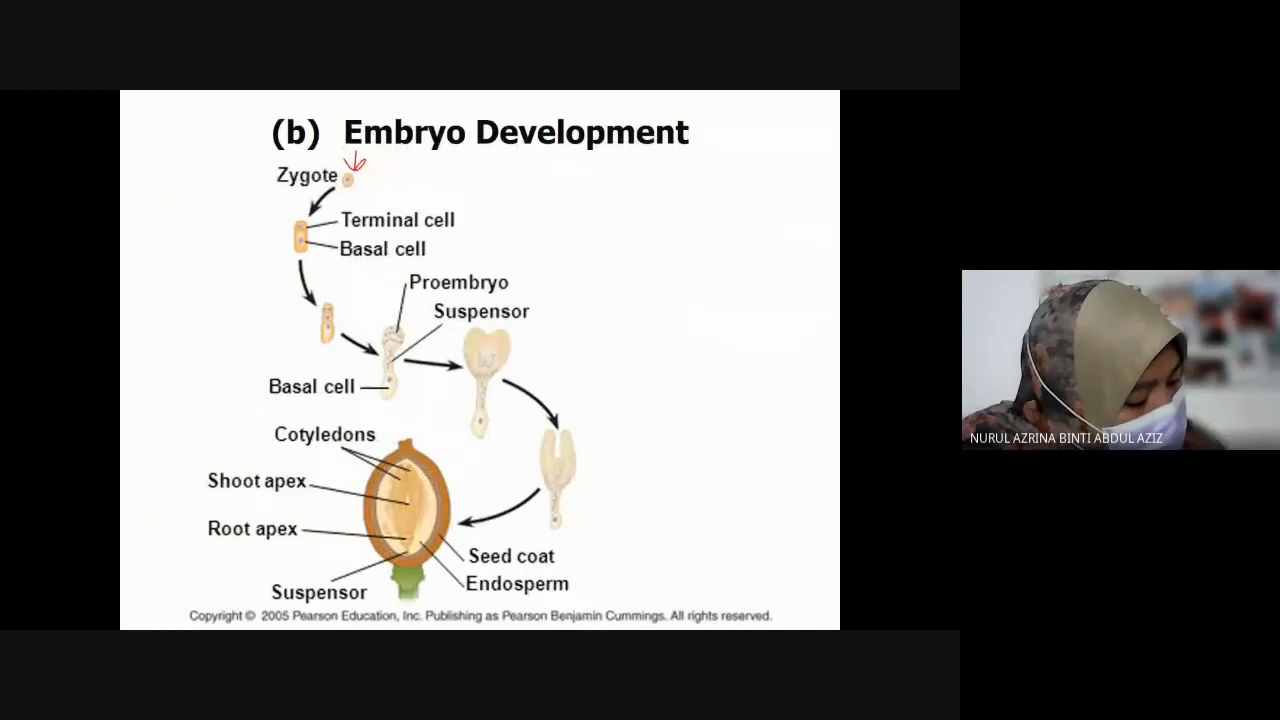 (b) Embryo Development
Zygote
Terminal cell
Basal cell
Proembryo
Suspensor
Basal cell
Cotyledons
Shoot apex
Root apex
Seed coat
Endosperm
Suspensor
Copyright © 2005 Pearson Education, Inc. Publishing as Pearson Benjamin Cummings. All rights reserved.
NURUL AZRINA BINTI ABDUL AZIZ